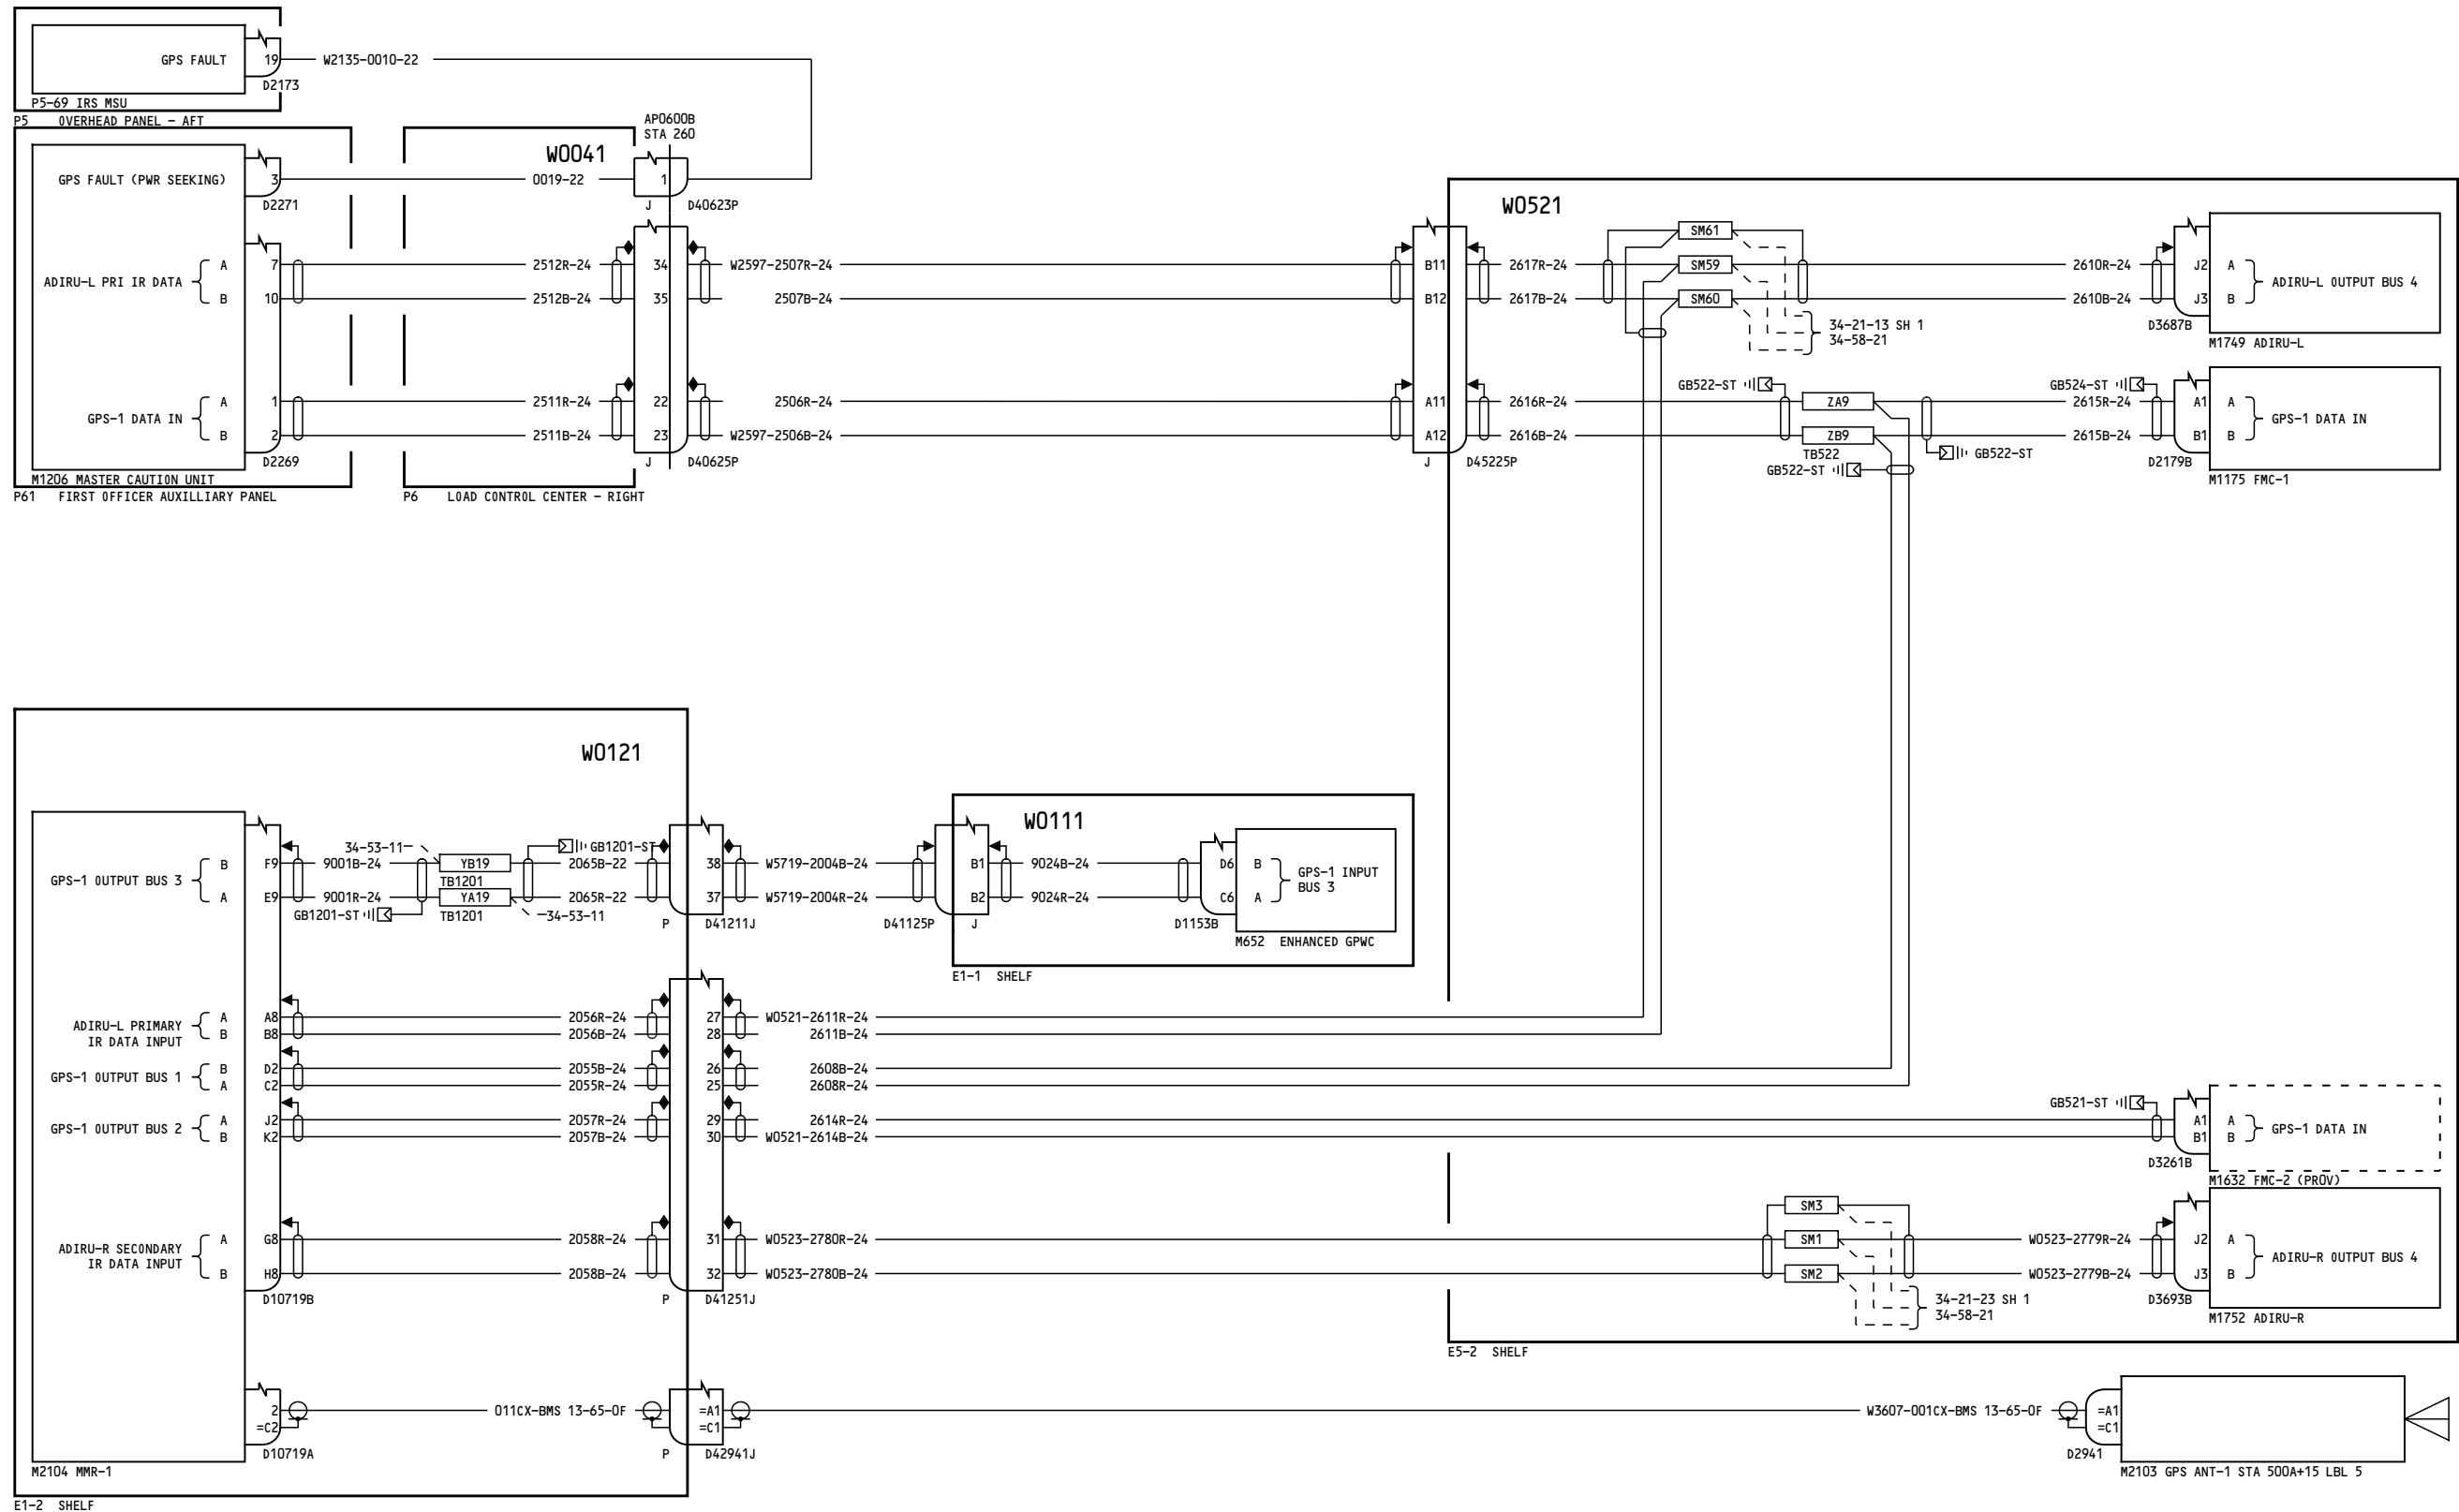 GPS FAULT 19 W2135-0010-22
D2173
P5-69 IRS MSU
P5 OVERHEAD PANEL - AFT
AP0600B
STA 260
W0041
GPS FAULT (PWR SEEKING) 3 0019-22 1
D2271 J D40623P
W0521
SM61
A 7 2512R-24 34 W2597-2507R-24 B11 2617R-24 SM59 2610R-24 J2 A
ADIRU-L PRI IR DATA ADIRU-L OUTPUT BUS 4
B 10 2512B-24 35 2507B-24 B12 2617B-24 SM60 2610B-24 J3 B
34-21-13 SH 1
34-58-21
D3687B
M1749 ADIRU-L
GB522-ST GB524-ST
A 1 2511R-24 22 2506R-24 A11 2616R-24 ZA9 2615R-24 A1 A
GPS-1 DATA IN GPS-1 DATA IN
B 2 2511B-24 23 W2597-2506B-24 A12 2616B-24 ZB9 2615B-24 B1 B
TB522 GB522-ST
D2269 J D40625P J D45225P D2179B
GB522-ST
M1206 MASTER CAUTION UNIT M1175 FMC-1
P61 FIRST OFFICER AUXILLIARY PANEL P6 LOAD CONTROL CENTER - RIGHT
W0121
W0111
34-53-11 GB1201-ST
B F9 9001B-24 YB19 2065B-22 38 W5719-2004B-24 B1 9024B-24 D6 B
TB1201
GPS-1 OUTPUT BUS 3 GPS-1 INPUT
BUS 3
A E9 9001R-24 YA19 2065R-22 37 W5719-2004R-24 B2 9024R-24 C6 A
GB1201-ST TB1201 34-53-11
P D41211J D41125P J D1153B
M652 ENHANCED GPWC
E1-1 SHELF
A A8 2056R-24 27 W0521-2611R-24
ADIRU-L PRIMARY
IR DATA INPUT
B B8 2056B-24 28 2611B-24
B D2 2055B-24 26 2608B-24
GPS-1 OUTPUT BUS 1
A C2 2055R-24 25 2608R-24
GB521-ST
A J2 2057R-24 29 2614R-24 A1 A
GPS-1 OUTPUT BUS 2 GPS-1 DATA IN
B K2 2057B-24 30 W0521-2614B-24 B1 B
D3261B
M1632 FMC-2 (PROV)
SM3
A G8 2058R-24 31 W0523-2780R-24 SM1 W0523-2779R-24 J2 A
ADIRU-R SECONDARY
IR DATA INPUT
ADIRU-R OUTPUT BUS 4
B H8 2058B-24 32 W0523-2780B-24 SM2 W0523-2779B-24 J3 B
D10719B P D41251J D3693B
34-21-23 SH 1
34-58-21
M1752 ADIRU-R
E5-2 SHELF
2 011CX-BMS 13-65-0F =A1 W3607-001CX-BMS 13-65-0F =A1
=C2 =C1 =C1
D10719A P D42941J D2941
M2104 MMR-1 M2103 GPS ANT-1 STA 500A+15 LBL 5
E1-2 SHELF